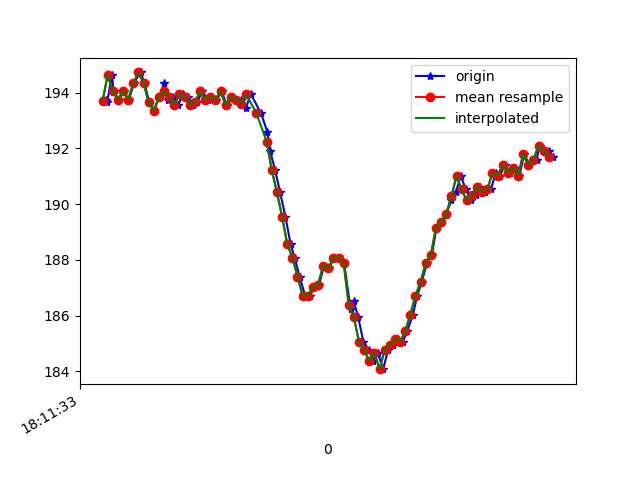 origin
mean resample
interpolated
194
192
190
188
186
184
18:11:33
0